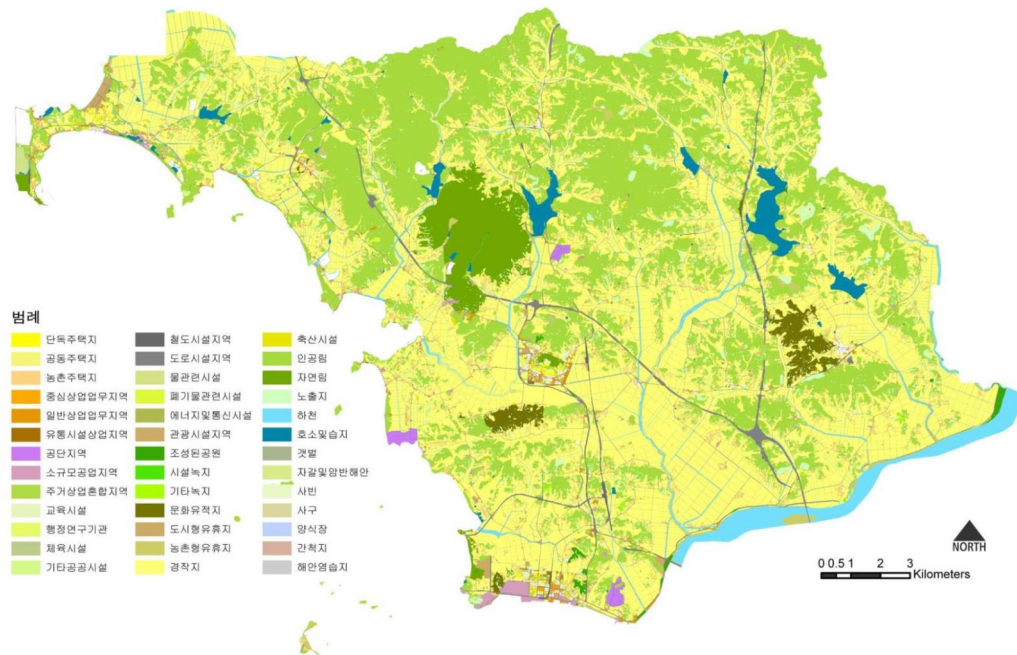 범례
단독주택지
공동주택지
농촌주택지
중심상업업무지역
일반상업업무지역
유통시설상업지역
공단지역
소규모공업지역
주거상업혼합지역
교육시설
행정연구기관
체육시설
기타공공시설
철도시설지역
도로시설지역
물관련시설
폐기물관련시설
에너지및통신시설
관광시설지역
조성된공원
시설녹지
기타녹지
문화유적지
도시형유휴지
농촌형유휴지
경작지
축산시설
인공림
자연림
노출지
하천
호소및습지
갯벌
자갈및암반해안
사빈
사구
양식장
간척지
해안염습지
NORTH
0 0.5 1 2 3
Kilometers